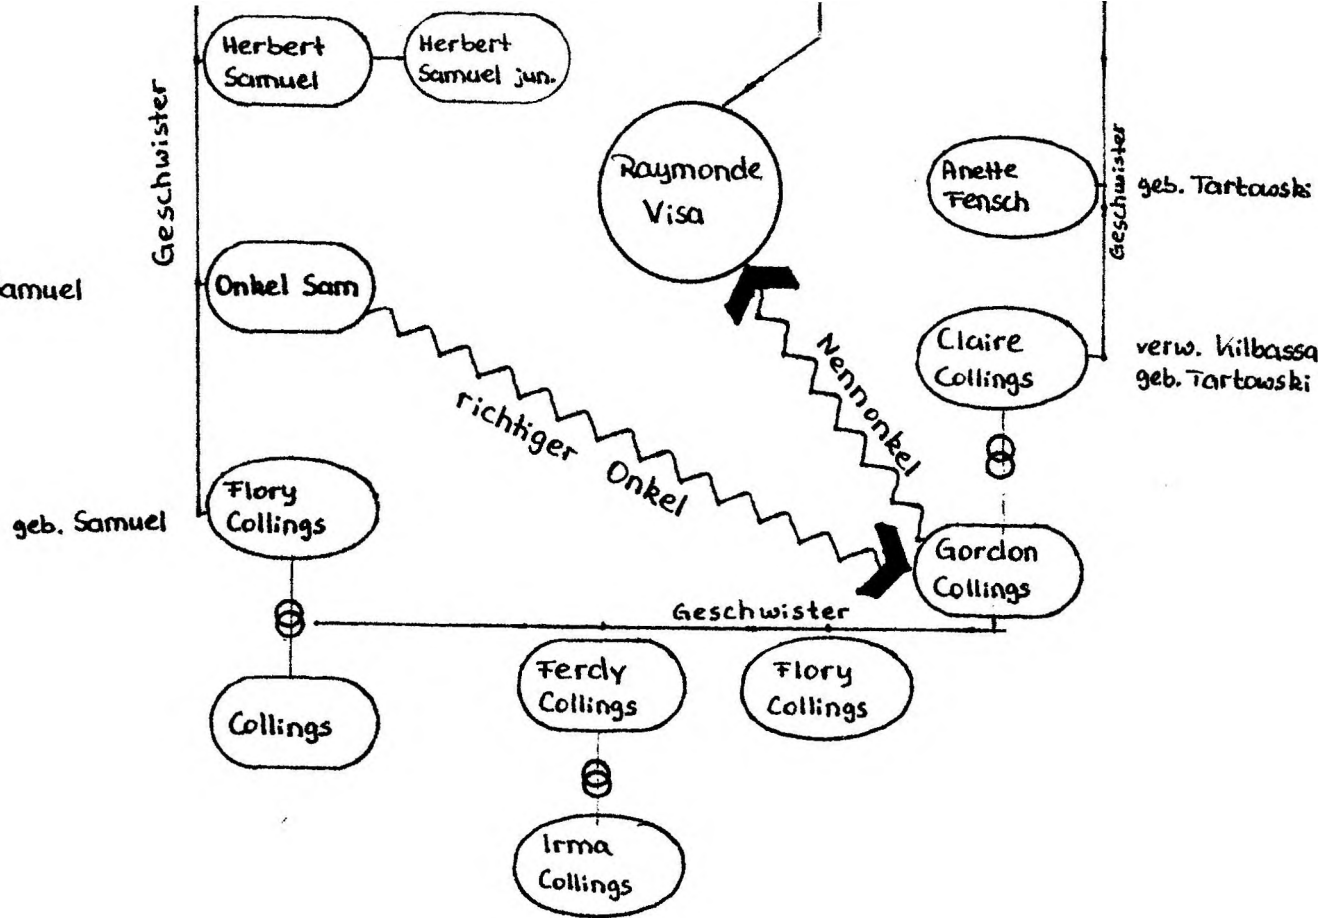 Herbert
Samuel
Herbert
Samuel jun.
Geschwister
Raymonde
Visa
Anette
Fensch
geb. Tartowski
Geschwister
amuel
Onkel Sam
Claire
Collings
verw. Kilbassa
geb. Tartowski
richtiger Onkel
Nennonkel
geb. Samuel
Flory
Collings
Gordon
Collings
Geschwister
Collings
Ferdy
Collings
Flory
Collings
Irma
Collings